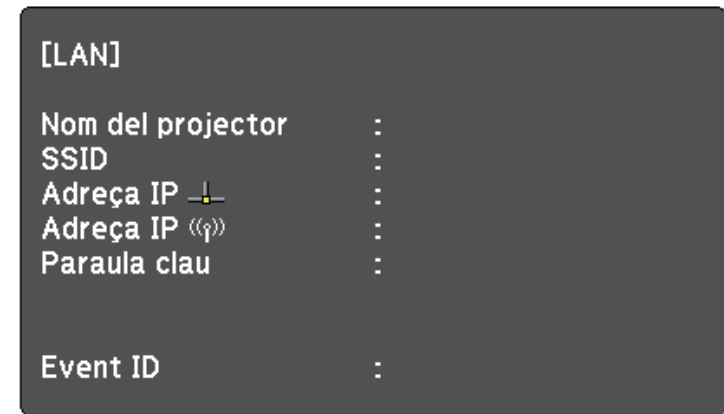 [LAN]
Nom del projector :
SSID :
Adreça IP :
Adreça IP :
Paraula clau :
Event ID :